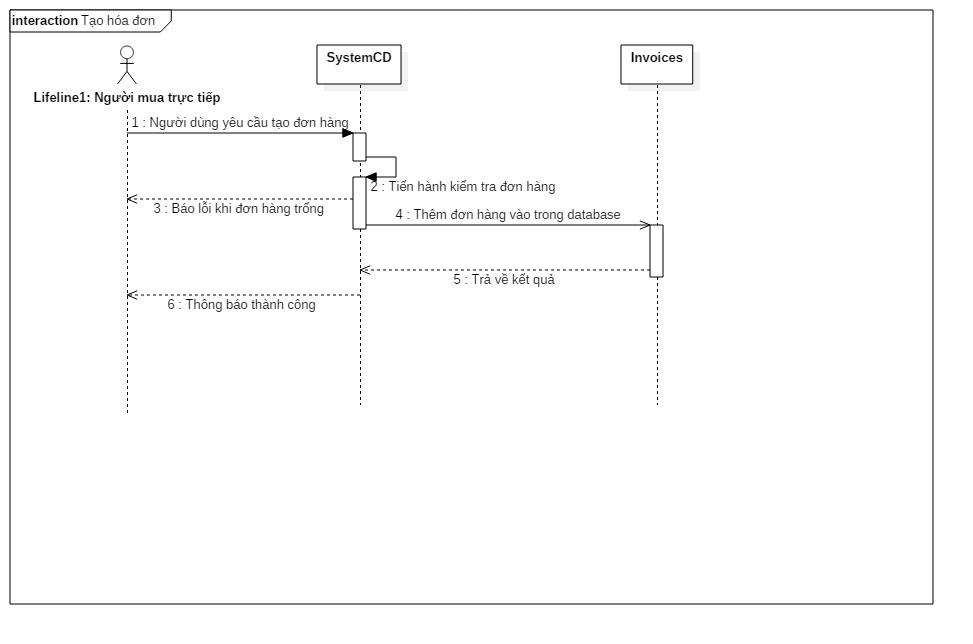 interaction Tạo hóa đơn
SystemCD
Invoices
Lifeline1: Người mua trực tiếp
1 : Người dùng yêu cầu tạo đơn hàng
2 : Tiến hành kiểm tra đơn hàng
3 : Báo lỗi khi đơn hàng trống
4 : Thêm đơn hàng vào trong database
5 : Trả về kết quả
6 : Thông báo thành công